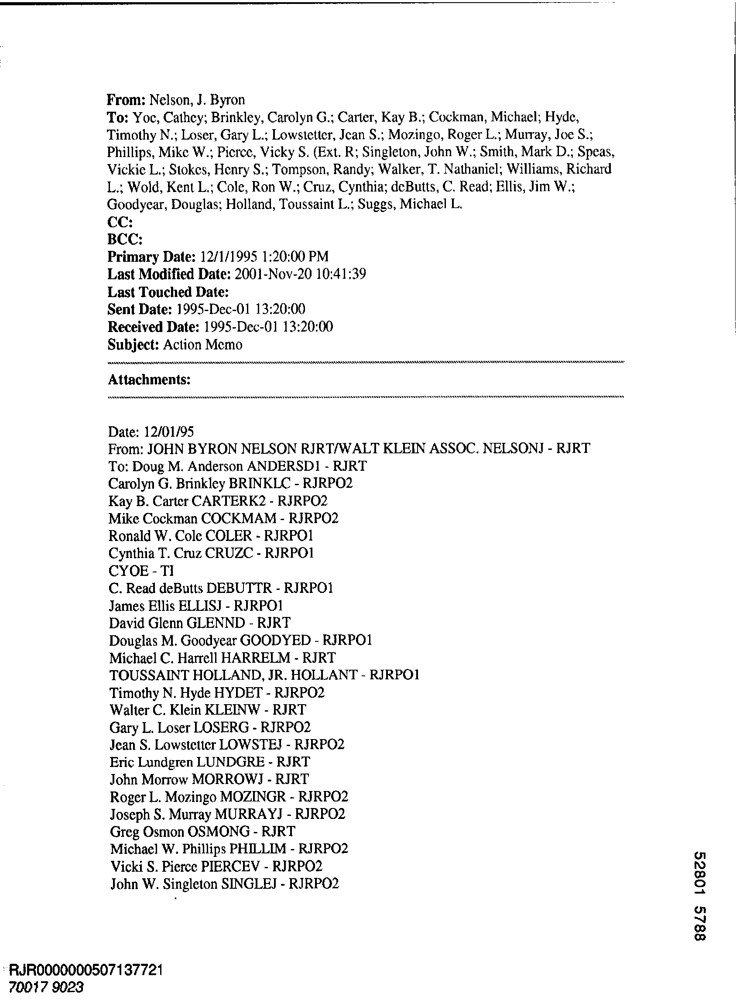 From: Nelson, J. Byron
To: Yoe, Cathey; Brinkley, Carolyn G.; Carter, Kay B.; Cockman, Michael; Hyde,
Timothy N.; Loser, Gary L.; Lowstetter, Jean S.; Mozingo, Roger L.; Murray, Joe S.;
Phillips, Mike W.; Pierce, Vicky S. (Ext. R; Singleton, John W.; Smith, Mark D.; Speas,
Vickie L.; Stokes, Henry S.; Tompson, Randy; Walker, T. Nathaniel; Williams, Richard
L.; Wold, Kent L.; Cole, Ron W.; Cruz, Cynthia; deButts, C. Read; Ellis, Jim W.;
Goodyear, Douglas; Holland, Toussaint L.; Suggs, Michael L.
CC:
BCC:
Primary Date: 12/1/1995 1:20:00 PM
Last Modified Date: 2001-Nov-20 10:41:39
Last Touched Date:
Sent Date: 1995-Dec-01 13:20:00
Received Date: 1995-Dec-01 13:20:00
Subject: Action Memo
Attachments:
Date: 12/01/95
From: JOHN BYRON NELSON RJRT/WALT KLEIN ASSOC. NELSONJ - RJRT
To: Doug M. Anderson ANDERSD1 - RJRT
Carolyn G. Brinkley BRINKLC - RJRPO2
Kay B. Carter CARTERK2 - RJRPO2
Mike Cockman COCKMAM - RJRPO2
Ronald W. Cole COLER - RJRPO1
Cynthia T. Cruz CRUZC - RJRPO1
CYOE - TI
C. Read deButts DEBUTTR - RJRPO1
James Ellis ELLISJ - RJRPO1
David Glenn GLENND - RJRT
Douglas M. Goodyear GOODYED - RJRPO1
Michael C. Harrell HARRELM - RJRT
TOUSSAINT HOLLAND, JR. HOLLANT - RJRPO1
Timothy N. Hyde HYDET - RJRPO2
Walter C. Klein KLEINW - RJRT
Gary L. Loser LOSERG - RJRPO2
Jean S. Lowstetter LOWSTEJ - RJRPO2
Eric Lundgren LUNDGRE - RJRT
John Morrow MORROWJ - RJRT
Roger L. Mozingo MOZINGR - RJRPO2
Joseph S. Murray MURRAYJ - RJRPO2
Greg Osmon OSMONG - RJRT
Michael W. Phillips PHILLIM - RJRPO2
Vicki S. Pierce PIERCEV - RJRPO2
John W. Singleton SINGLEJ - RJRPO2
52801 5788
RJR0000000507137721
70017 9023